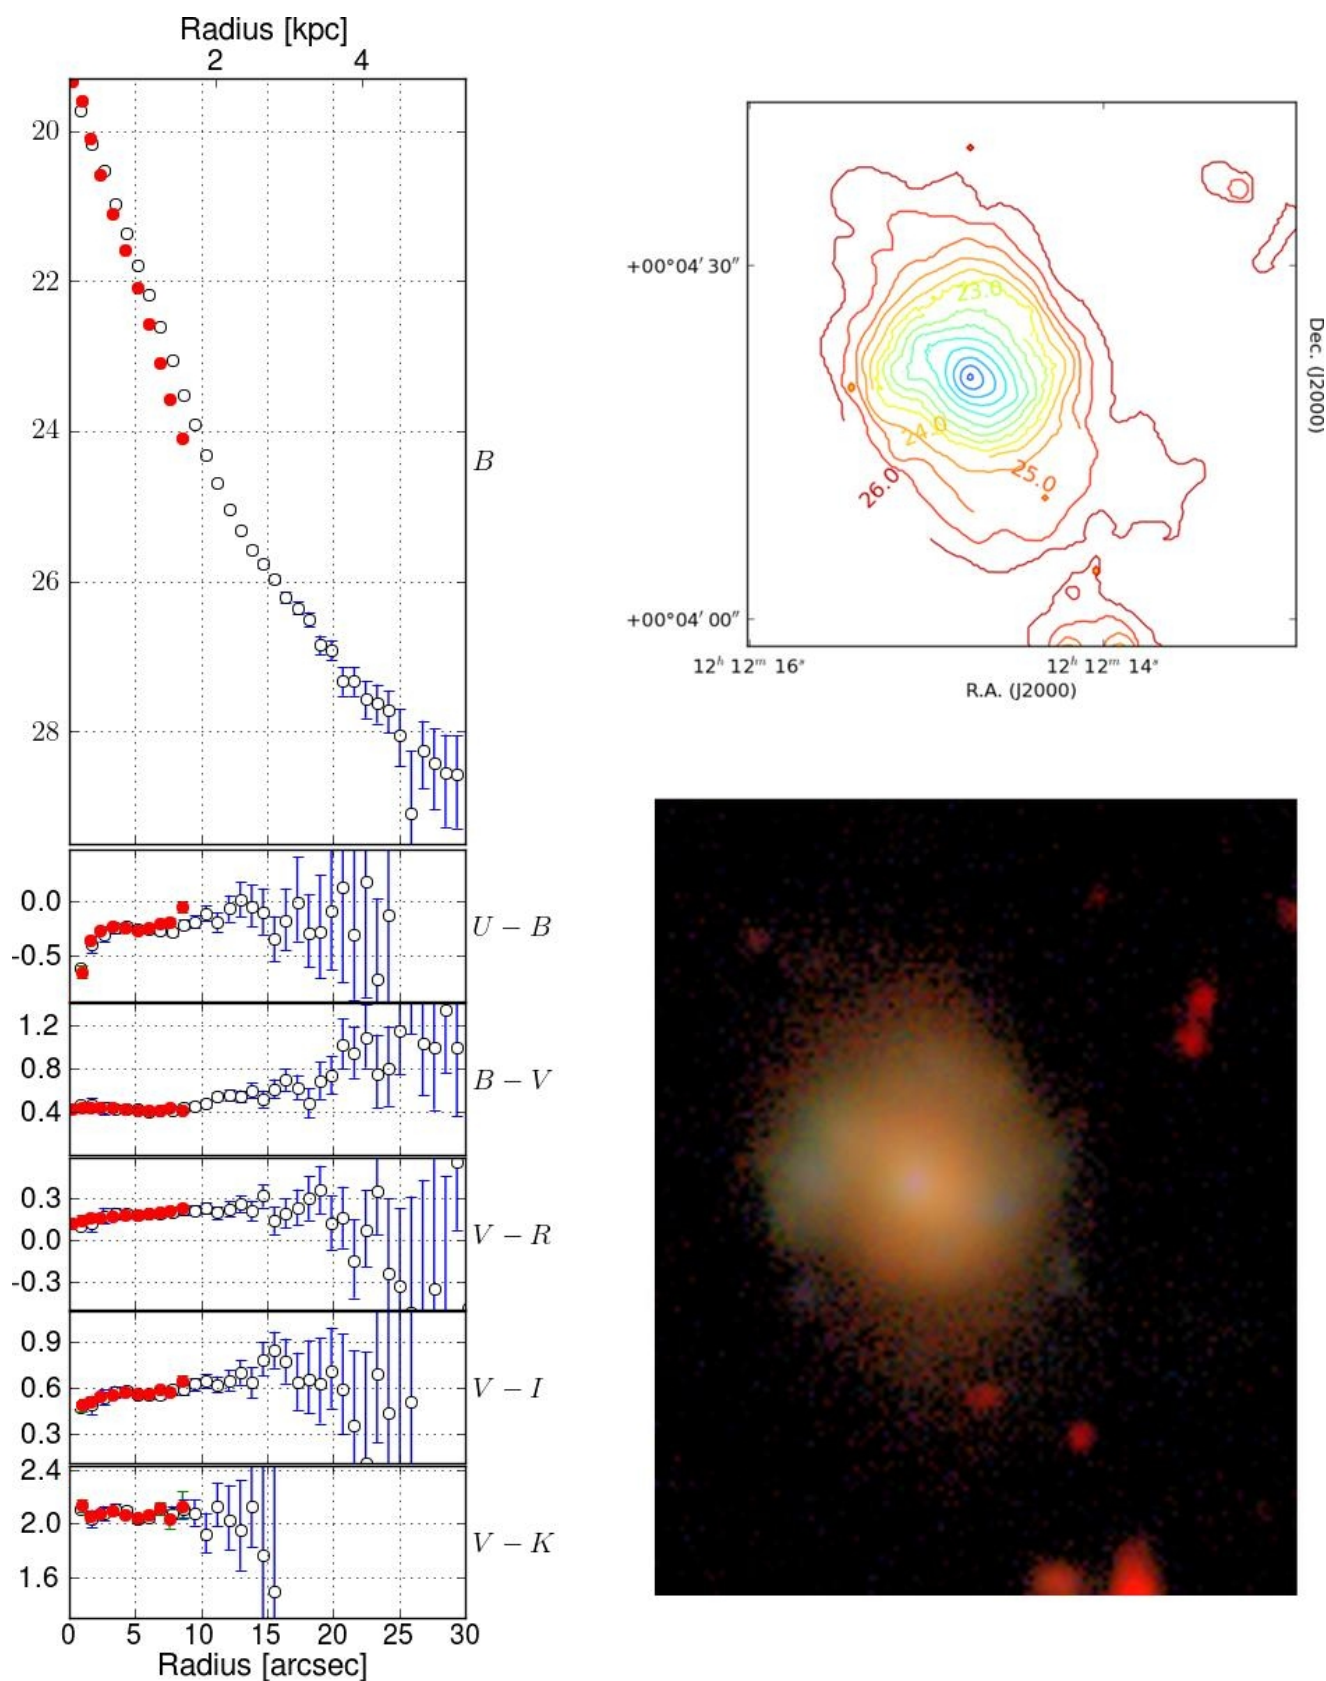 Radius [kpc]
2 4
20
22
24
26
28
B
0.0
-0.5
U − B
1.2
0.8
0.4
B − V
0.3
0.0
-0.3
V − R
0.9
0.6
0.3
V − I
2.4
2.0
1.6
V − K
0 5 10 15 20 25 30
Radius [arcsec]
+00°04′30″
+00°04′00″
23.0
24.0
25.0
26.0
12ʰ 12ᵐ 16ˢ 12ʰ 12ᵐ 14ˢ
R.A. (J2000)
Dec. (J2000)